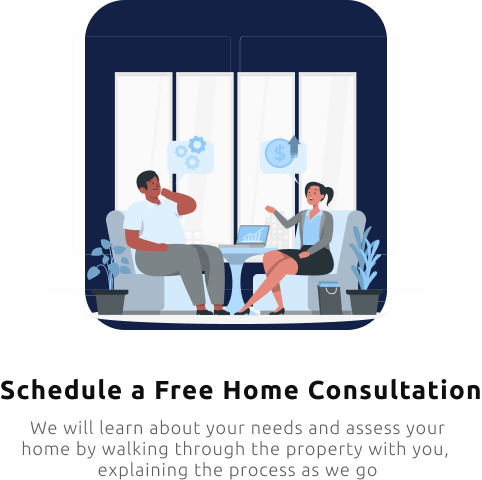 $
Schedule a Free Home Consultation
We will learn about your needs and assess your
home by walking through the property with you,
explaining the process as we go